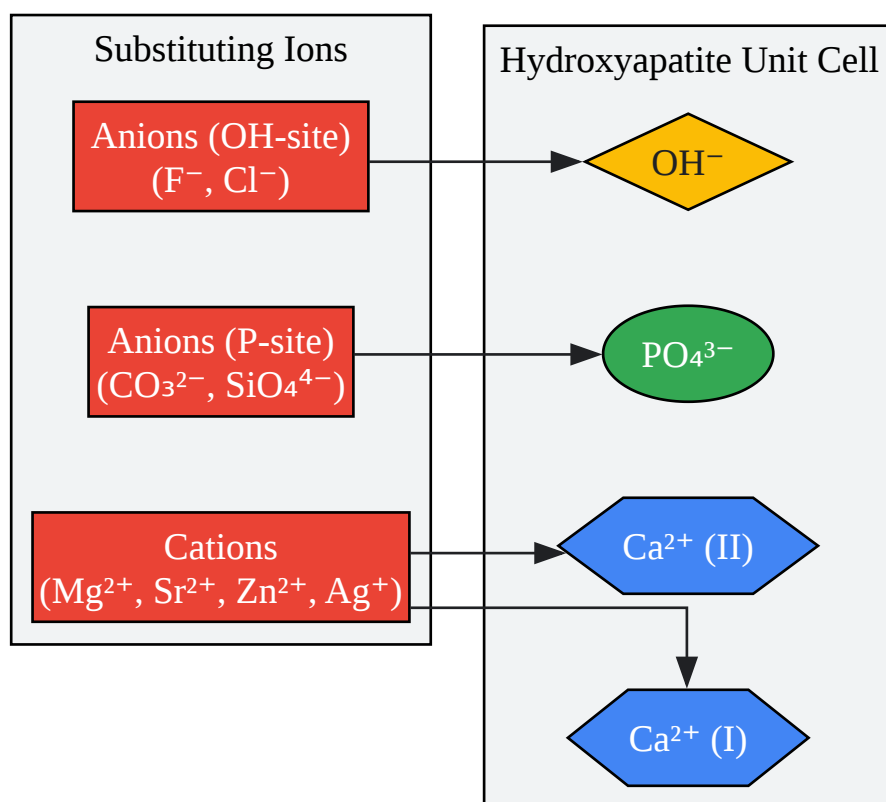 Substituting Ions
Anions (OH-site)
(F⁻, Cl⁻)
Anions (P-site)
(CO₃²⁻, SiO₄⁴⁻)
Cations
(Mg²⁺, Sr²⁺, Zn²⁺, Ag⁺)
Hydroxyapatite Unit Cell
OH⁻
PO₄³⁻
Ca²⁺ (II)
Ca²⁺ (I)